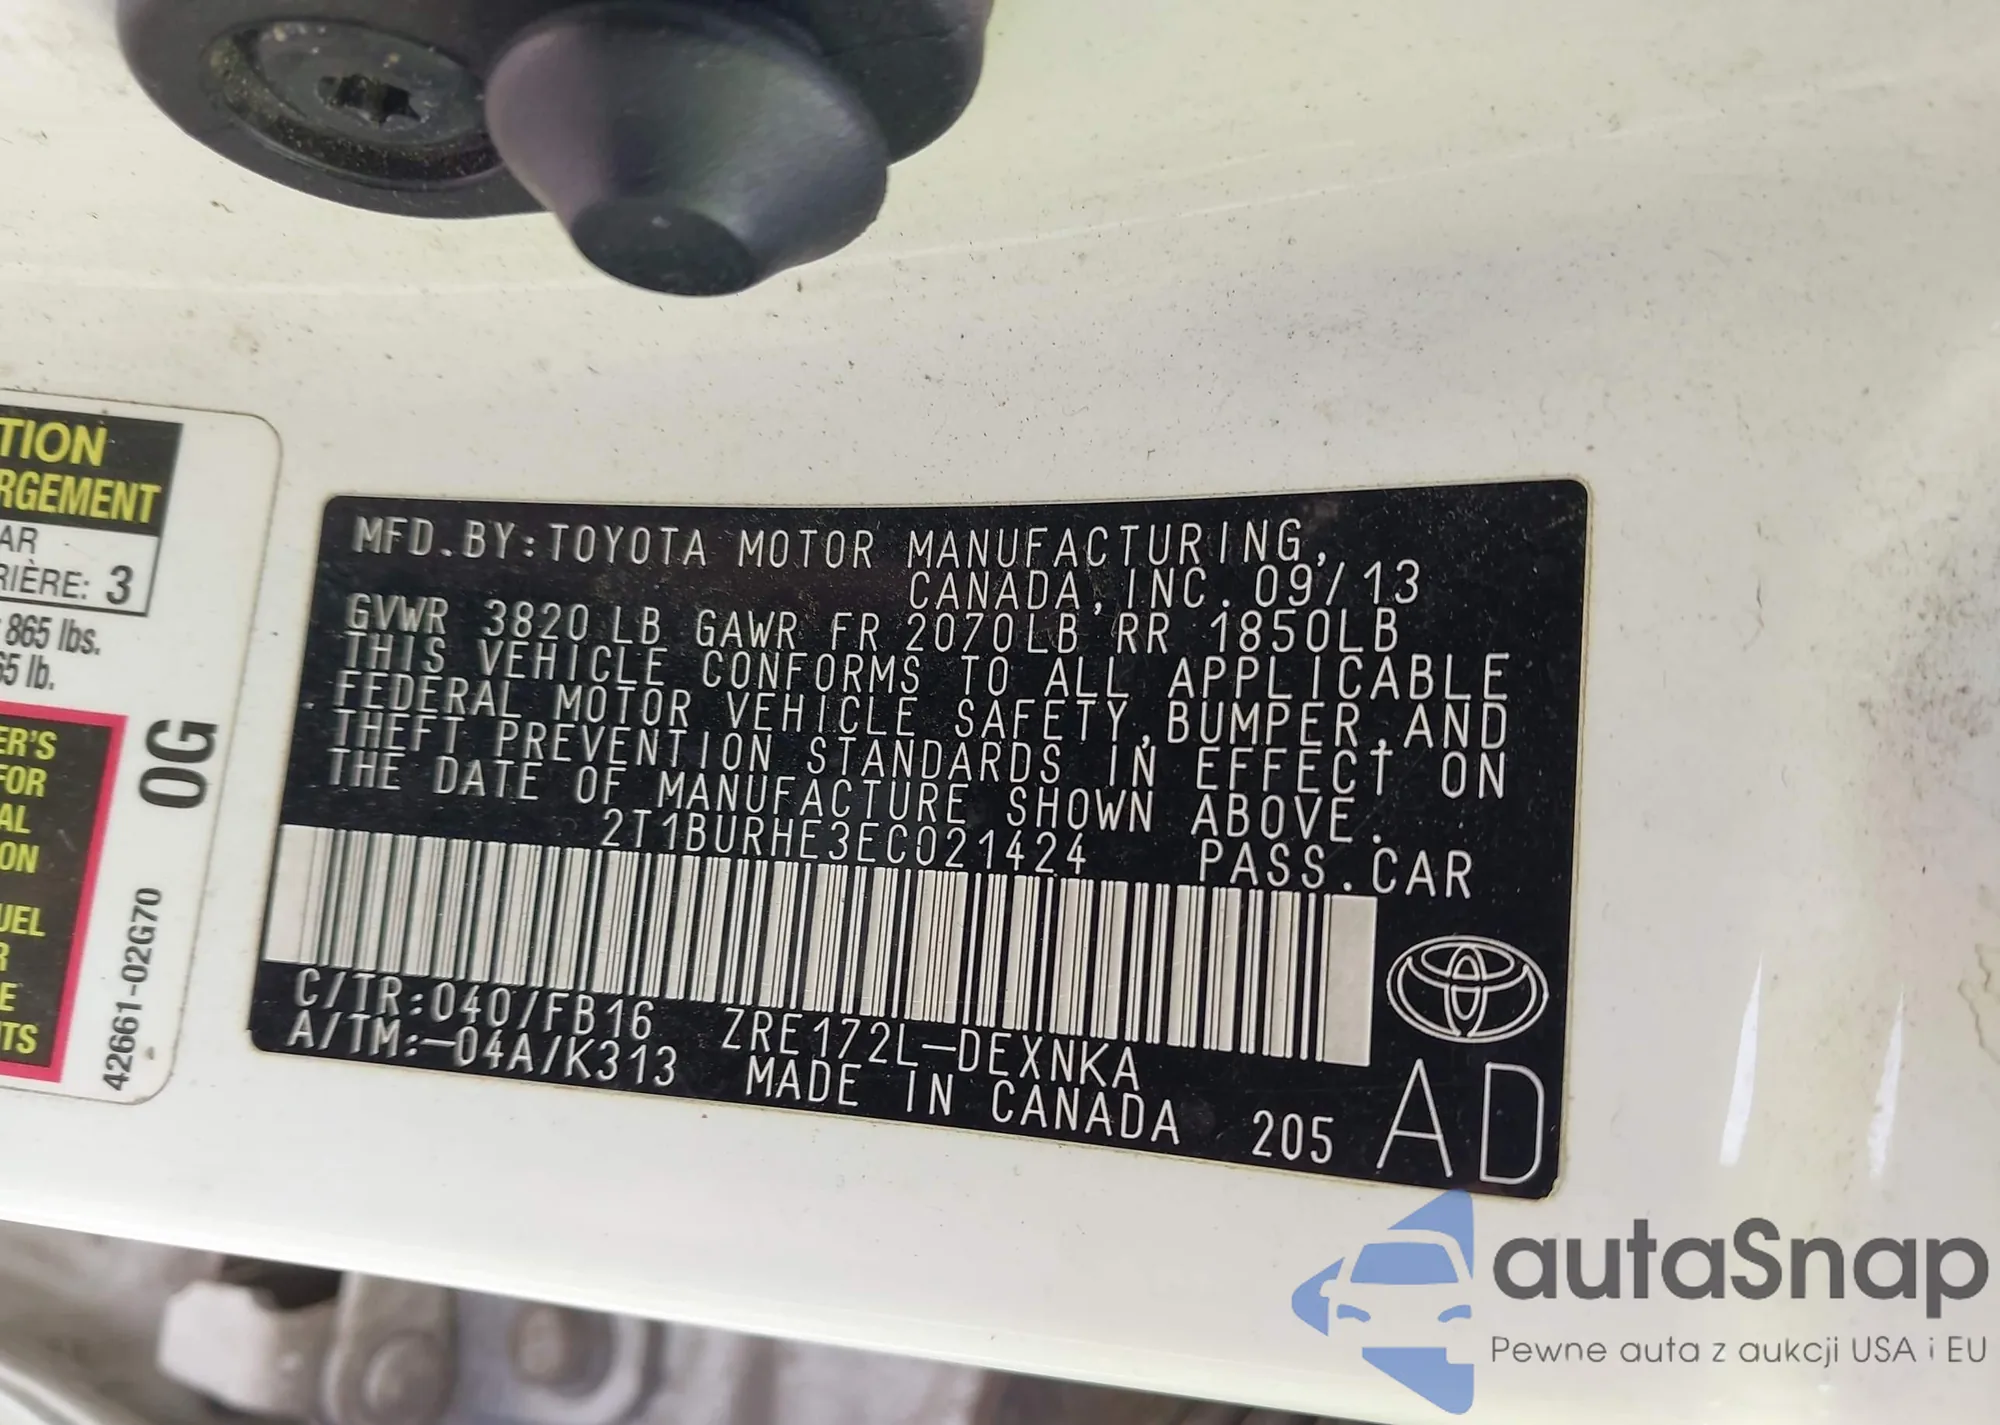 TION
RGEMENT
AR
RIÈRE: 3
865 lbs.
65 lb.
ER'S
FOR
AL
ON
UEL
R
E
TS
OG
42661-02G70
MFD.BY:TOYOTA MOTOR MANUFACTURING,
CANADA,INC. 09/13
GVWR 3820LB GAWR FR 2070LB RR 1850LB
THIS VEHICLE CONFORMS TO ALL APPLICABLE
FEDERAL MOTOR VEHICLE SAFETY,BUMPER,AND
THEFT PREVENTION STANDARDS IN EFFECT ON
THE DATE OF MANUFACTURE SHOWN ABOVE.
2T1BURHE3EC021424 PASS.CAR
C/TR:040/FB16 ZRE172L-DEXNKA
A/TM:-04A/K313 MADE IN CANADA 205 AD
autaSnap
Pewne auta z aukcji USA i EU